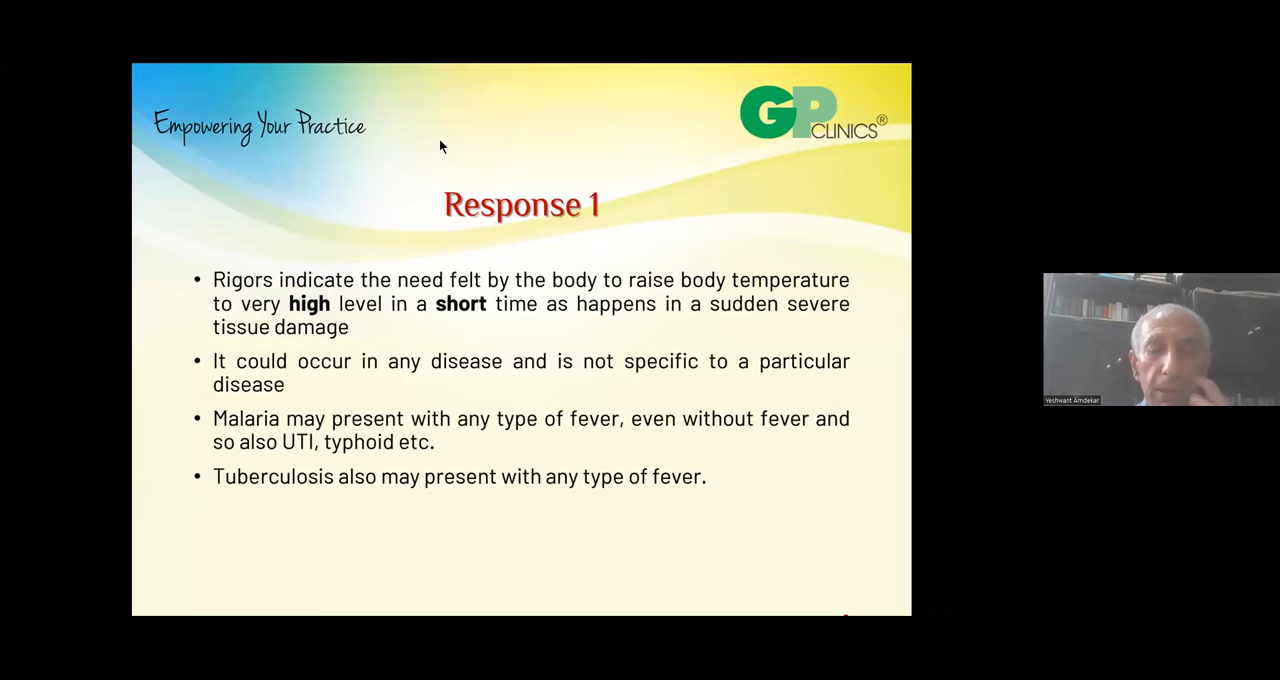 Empowering Your Practice
GP CLINICS®
Response 1
• Rigors indicate the need felt by the body to raise body temperature
to very high level in a short time as happens in a sudden severe
tissue damage
• It could occur in any disease and is not specific to a particular
disease
• Malaria may present with any type of fever, even without fever and
so also UTI, typhoid etc.
• Tuberculosis also may present with any type of fever.
Yeshwant Amdekar